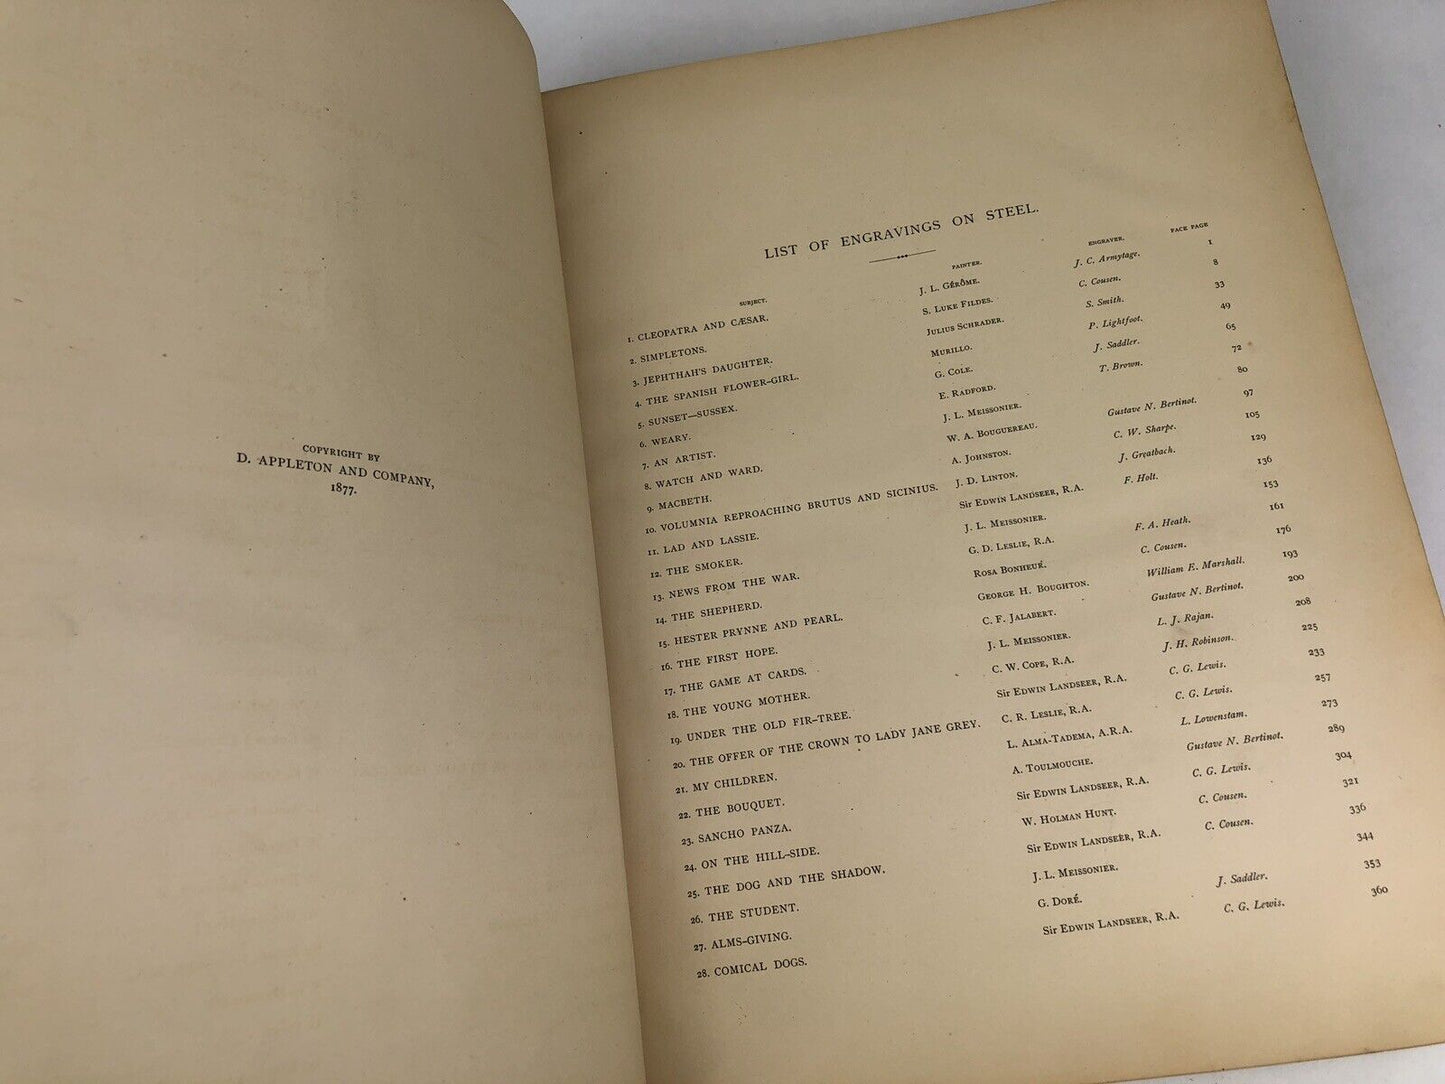 COPYRIGHT BY
D. APPLETON AND COMPANY,
1877.
LIST OF ENGRAVINGS ON STEEL.
SUBJECT. PAINTER. ENGRAVER. FACE PAGE
1. CLEOPATRA AND CÆSAR. J. L. GÉRÔME. J. C. Armytage. 1
2. SIMPLETONS. S. LUKE FILDES. C. Cousen. 8
3. JEPHTHAH'S DAUGHTER. JULIUS SCHRADER. S. Smith. 33
4. THE SPANISH FLOWER-GIRL. MURILLO. P. Lightfoot. 49
5. SUNSET—SUSSEX. G. COLE. J. Saddler. 65
6. WEARY. E. RADFORD. T. Brown. 72
7. AN ARTIST. J. L. MEISSONIER. 80
8. WATCH AND WARD. W. A. BOUGUEREAU. Gustave N. Bertinot. 97
9. MACBETH. A. JOHNSTON. C. W. Sharpe. 105
10. VOLUMNIA REPROACHING BRUTUS AND SICINIUS. J. D. LINTON. J. Greatbach. 129
11. LAD AND LASSIE. Sir EDWIN LANDSEER, R.A. F. Holt. 136
12. THE SMOKER. J. L. MEISSONIER. 153
13. NEWS FROM THE WAR. G. D. LESLIE, R.A. F. A. Heath. 161
14. THE SHEPHERD. ROSA BONHEUR. C. Cousen. 176
15. HESTER PRYNNE AND PEARL. GEORGE H. BOUGHTON. William E. Marshall. 193
16. THE FIRST HOPE. C. F. JALABERT. Gustave N. Bertinot. 200
17. THE GAME AT CARDS. J. L. MEISSONIER. L. J. Rajan. 208
18. THE YOUNG MOTHER. C. W. COPE, R.A. J. H. Robinson. 225
19. UNDER THE OLD FIR-TREE. Sir EDWIN LANDSEER, R.A. C. G. Lewis. 233
20. THE OFFER OF THE CROWN TO LADY JANE GREY. C. R. LESLIE, R.A. C. G. Lewis. 257
21. MY CHILDREN. L. ALMA-TADEMA, A.R.A. L. Lowenstam. 273
22. THE BOUQUET. A. TOULMOUCHE. Gustave N. Bertinot. 289
23. SANCHO PANZA. Sir EDWIN LANDSEER, R.A. C. G. Lewis. 304
24. ON THE HILL-SIDE. W. HOLMAN HUNT. C. Cousen. 321
25. THE DOG AND THE SHADOW. Sir EDWIN LANDSEER, R.A. C. Cousen. 336
26. THE STUDENT. J. L. MEISSONIER. 344
27. ALMS-GIVING. G. DORÉ. J. Saddler. 353
28. COMICAL DOGS. Sir EDWIN LANDSEER, R.A. C. G. Lewis. 360